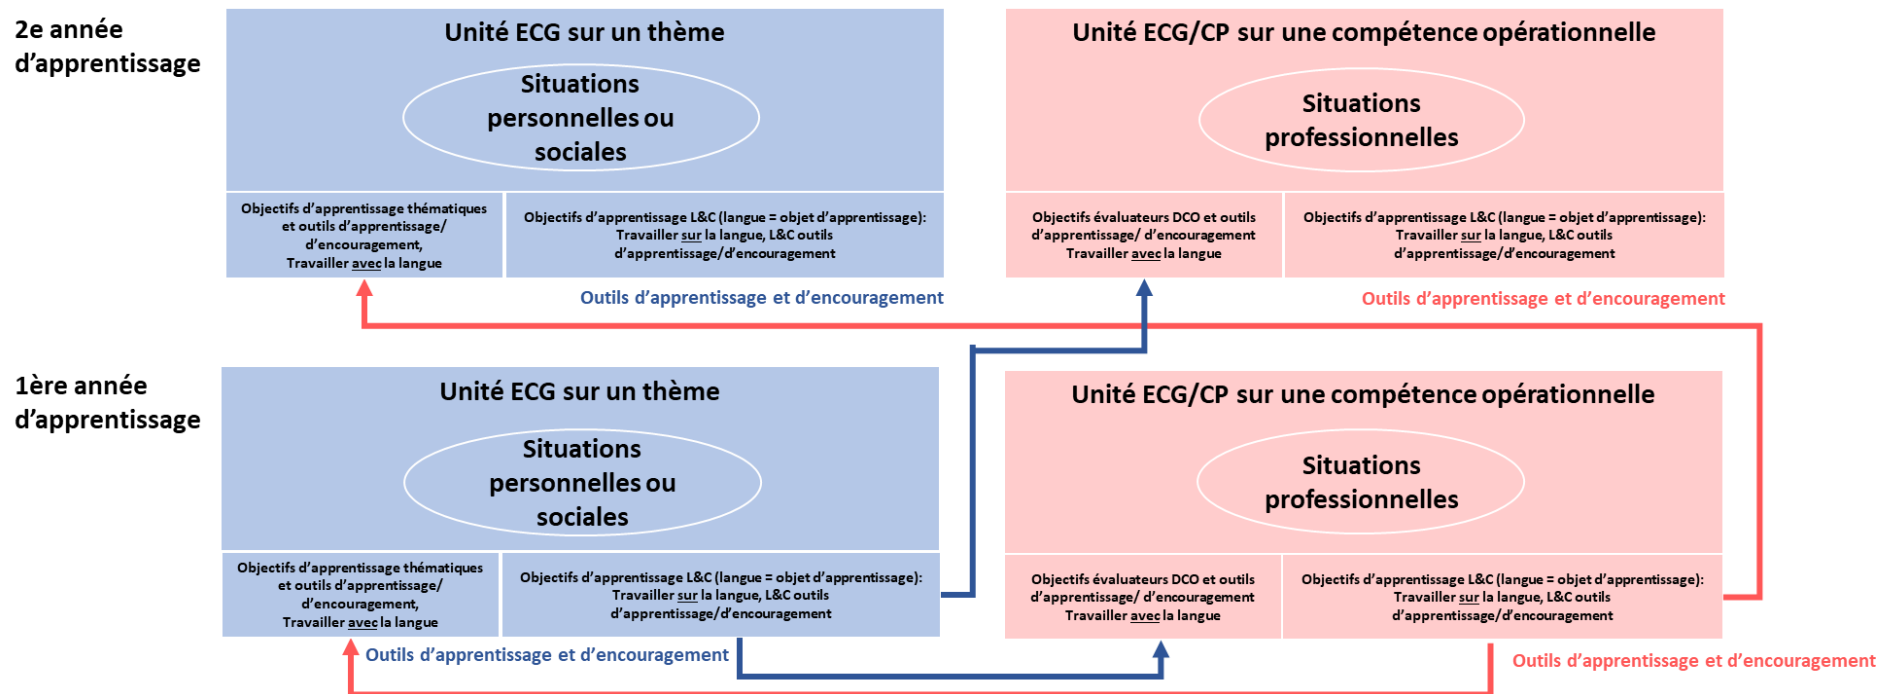 2e année
d'apprentissage
Unité ECG sur un thème
Situations
personnelles ou
sociales
Objectifs d'apprentissage thématiques
et outils d'apprentissage/
d'encouragement,
Travailler avec la langue
Objectifs d'apprentissage L&C (langue = objet d'apprentissage):
Travailler sur la langue, L&C outils
d'apprentissage/d'encouragement
Unité ECG/CP sur une compétence opérationnelle
Situations
professionnelles
Objectifs évaluateurs DCO et outils
d'apprentissage/ d'encouragement
Travailler avec la langue
Objectifs d'apprentissage L&C (langue = objet d'apprentissage):
Travailler sur la langue, L&C outils
d'apprentissage/d'encouragement
Outils d'apprentissage et d'encouragement
Outils d'apprentissage et d'encouragement
1ère année
d'apprentissage
Unité ECG sur un thème
Situations
personnelles ou
sociales
Objectifs d'apprentissage thématiques
et outils d'apprentissage/
d'encouragement,
Travailler avec la langue
Objectifs d'apprentissage L&C (langue = objet d'apprentissage):
Travailler sur la langue, L&C outils
d'apprentissage/d'encouragement
Unité ECG/CP sur une compétence opérationnelle
Situations
professionnelles
Objectifs évaluateurs DCO et outils
d'apprentissage/ d'encouragement
Travailler avec la langue
Objectifs d'apprentissage L&C (langue = objet d'apprentissage):
Travailler sur la langue, L&C outils
d'apprentissage/d'encouragement
Outils d'apprentissage et d'encouragement
Outils d'apprentissage et d'encouragement